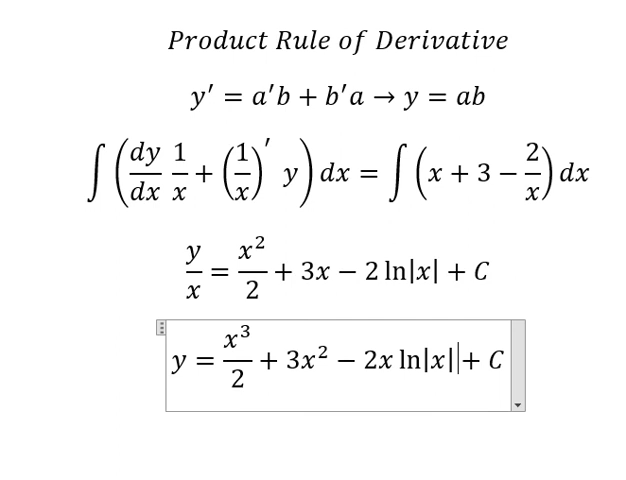 Product Rule of Derivative
y′ = a′b + b′a → y = ab
∫ (dy/dx 1/x + (1/x)′ y) dx = ∫ (x + 3 − 2/x) dx
y/x = x²/2 + 3x − 2 ln|x| + C
y = x³/2 + 3x² − 2x ln|x| + C